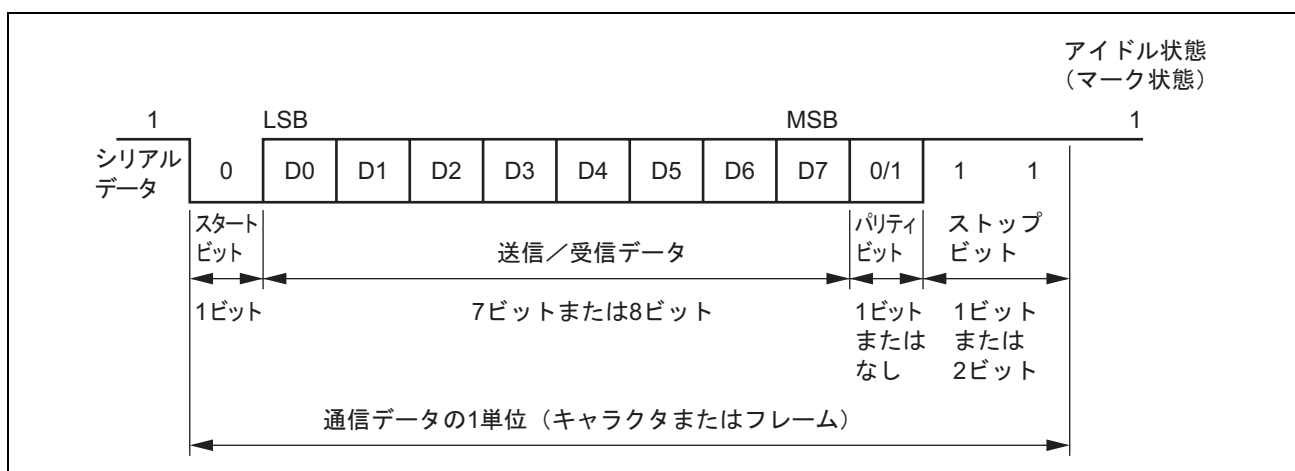 アイドル状態
（マーク状態）
1 LSB MSB 1
シリアル
データ
0 D0 D1 D2 D3 D4 D5 D6 D7 0/1 1 1
スタート
ビット
送信／受信データ
パリティ
ビット
ストップ
ビット
1ビット
7ビットまたは8ビット
1ビット
または
なし
1ビット
または
2ビット
通信データの1単位（キャラクタまたはフレーム）